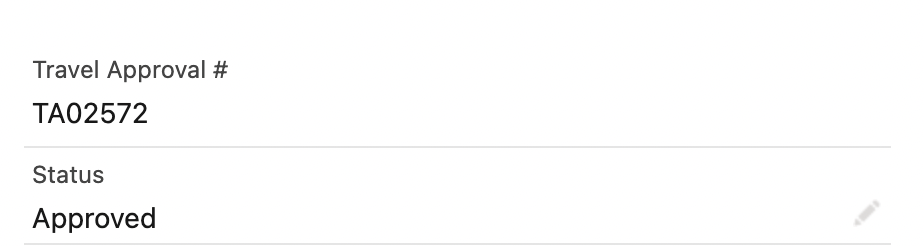 Travel Approval #
TA02572
Status
Approved